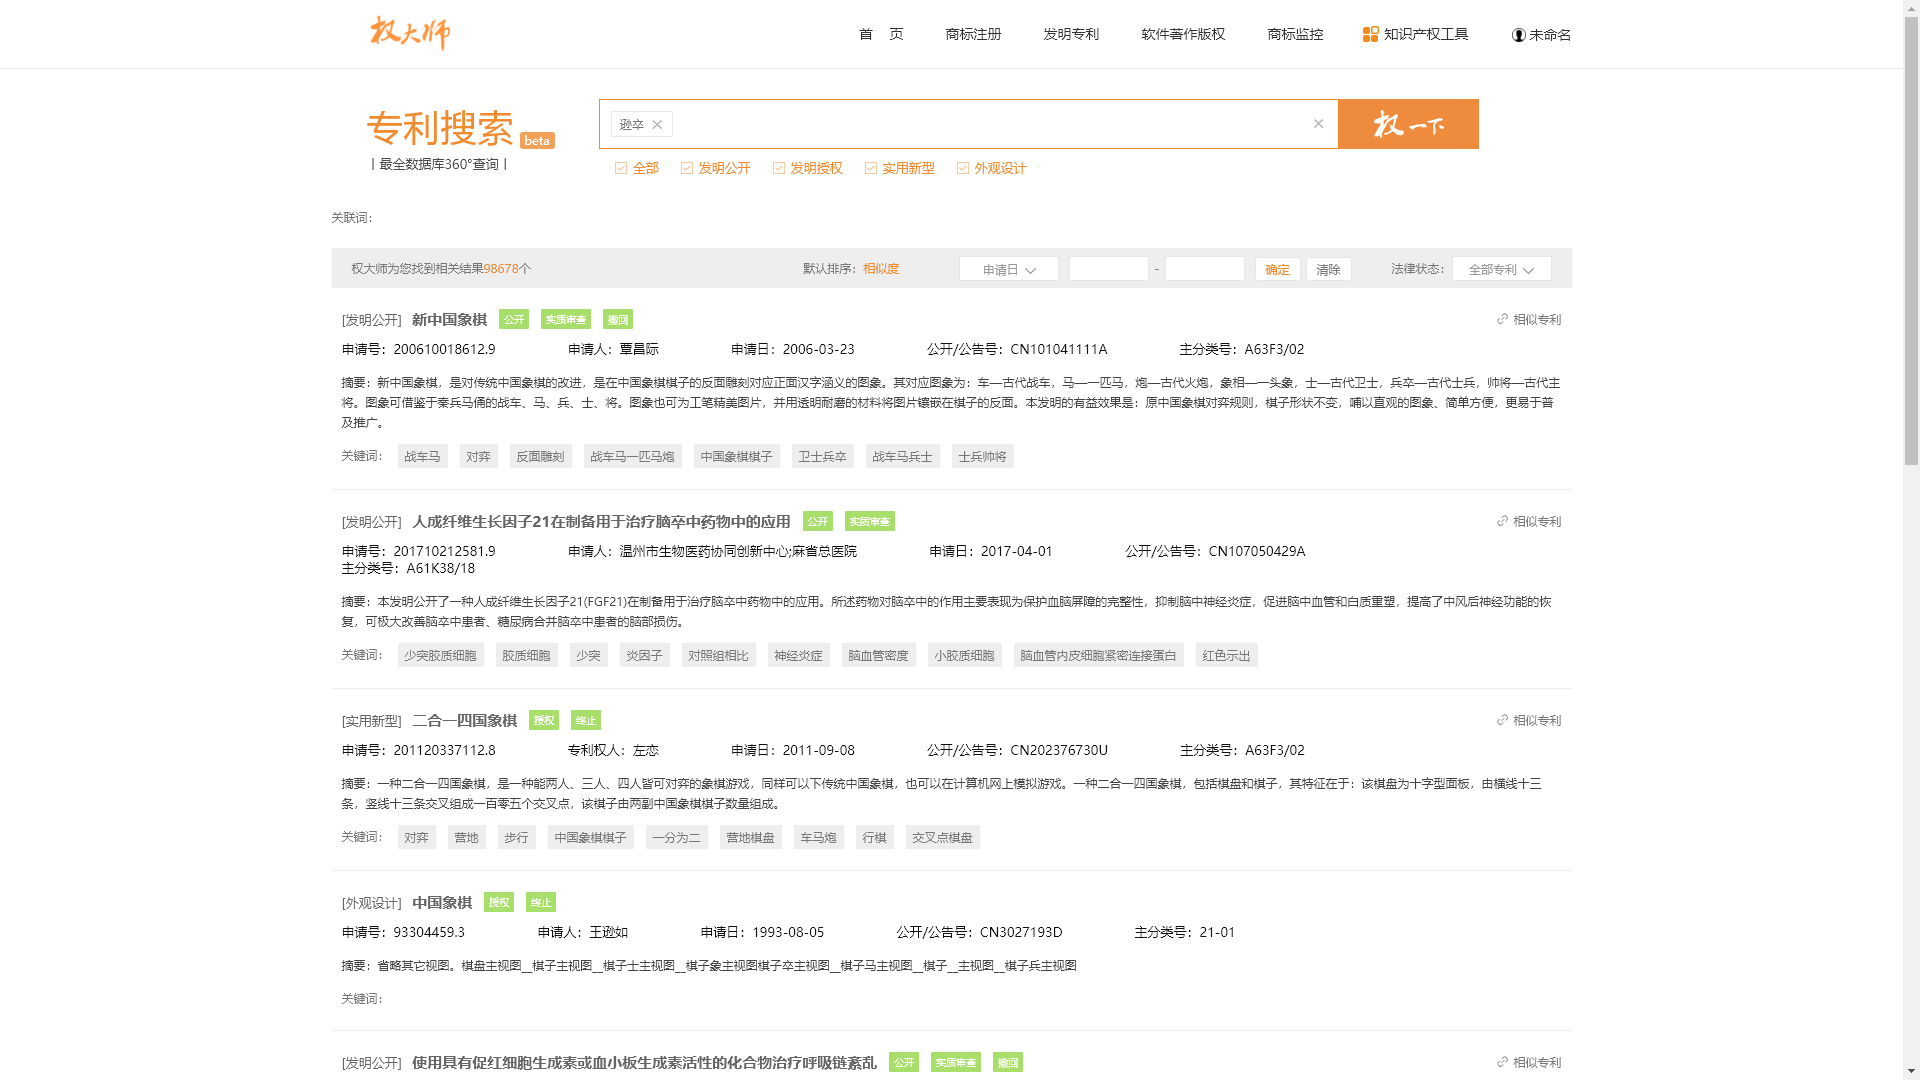 权大师
首 页 商标注册 发明专利 软件著作版权 商标监控 知识产权工具 未命名
专利搜索 beta
丨最全数据库360°查询丨
逊卒
权一下
全部 发明公开 发明授权 实用新型 外观设计
关联词：
权大师为您找到相关结果98678个 默认排序：相似度 申请日 - 确定 清除 法律状态： 全部专利
[发明公开] 新中国象棋 公开 实质审查 撤回 相似专利
申请号：200610018612.9 申请人：覃昌际 申请日：2006-03-23 公开/公告号：CN101041111A 主分类号：A63F3/02
摘要：新中国象棋，是对传统中国象棋的改进，是在中国象棋棋子的反面雕刻对应正面汉字涵义的图象。其对应图象为：车—古代战车，马—一匹马，炮—古代火炮，象相—一头象，士—古代卫士，兵卒—古代士兵，帅将—古代主
将。图象可借鉴于秦兵马俑的战车、马、兵、士、将。图象也可为工笔精美图片，并用透明耐磨的材料将图片镶嵌在棋子的反面。本发明的有益效果是：原中国象棋对弈规则，棋子形状不变，哺以直观的图象、简单方便，更易于普
及推广。
关键词： 战车马 对弈 反面雕刻 战车马一匹马炮 中国象棋棋子 卫士兵卒 战车马兵士 士兵帅将
[发明公开] 人成纤维生长因子21在制备用于治疗脑卒中药物中的应用 公开 实质审查 相似专利
申请号：201710212581.9 申请人：温州市生物医药协同创新中心;麻省总医院 申请日：2017-04-01 公开/公告号：CN107050429A
主分类号：A61K38/18
摘要：本发明公开了一种人成纤维生长因子21(FGF21)在制备用于治疗脑卒中药物中的应用。所述药物对脑卒中的作用主要表现为保护血脑屏障的完整性，抑制脑中神经炎症，促进脑中血管和白质重塑，提高了中风后神经功能的恢
复，可极大改善脑卒中患者、糖尿病合并脑卒中患者的脑部损伤。
关键词： 少突胶质细胞 胶质细胞 少突 炎因子 对照组相比 神经炎症 脑血管密度 小胶质细胞 脑血管内皮细胞紧密连接蛋白 红色示出
[实用新型] 二合一四国象棋 授权 终止 相似专利
申请号：201120337112.8 专利权人：左恋 申请日：2011-09-08 公开/公告号：CN202376730U 主分类号：A63F3/02
摘要：一种二合一四国象棋，是一种能两人、三人、四人皆可对弈的象棋游戏，同样可以下传统中国象棋，也可以在计算机网上模拟游戏。一种二合一四国象棋，包括棋盘和棋子，其特征在于：该棋盘为十字型面板，由横线十三
条，竖线十三条交叉组成一百零五个交叉点，该棋子由两副中国象棋棋子数量组成。
关键词： 对弈 营地 步行 中国象棋棋子 一分为二 营地棋盘 车马炮 行棋 交叉点棋盘
[外观设计] 中国象棋 授权 终止
申请号：93304459.3 申请人：王逊如 申请日：1993-08-05 公开/公告号：CN3027193D 主分类号：21-01
摘要：省略其它视图。棋盘主视图__棋子主视图__棋子士主视图__棋子象主视图棋子卒主视图__棋子马主视图__棋子__主视图__棋子兵主视图
关键词：
[发明公开] 使用具有促红细胞生成素或血小板生成素活性的化合物治疗呼吸链紊乱 公开 实质审查 撤回 相似专利